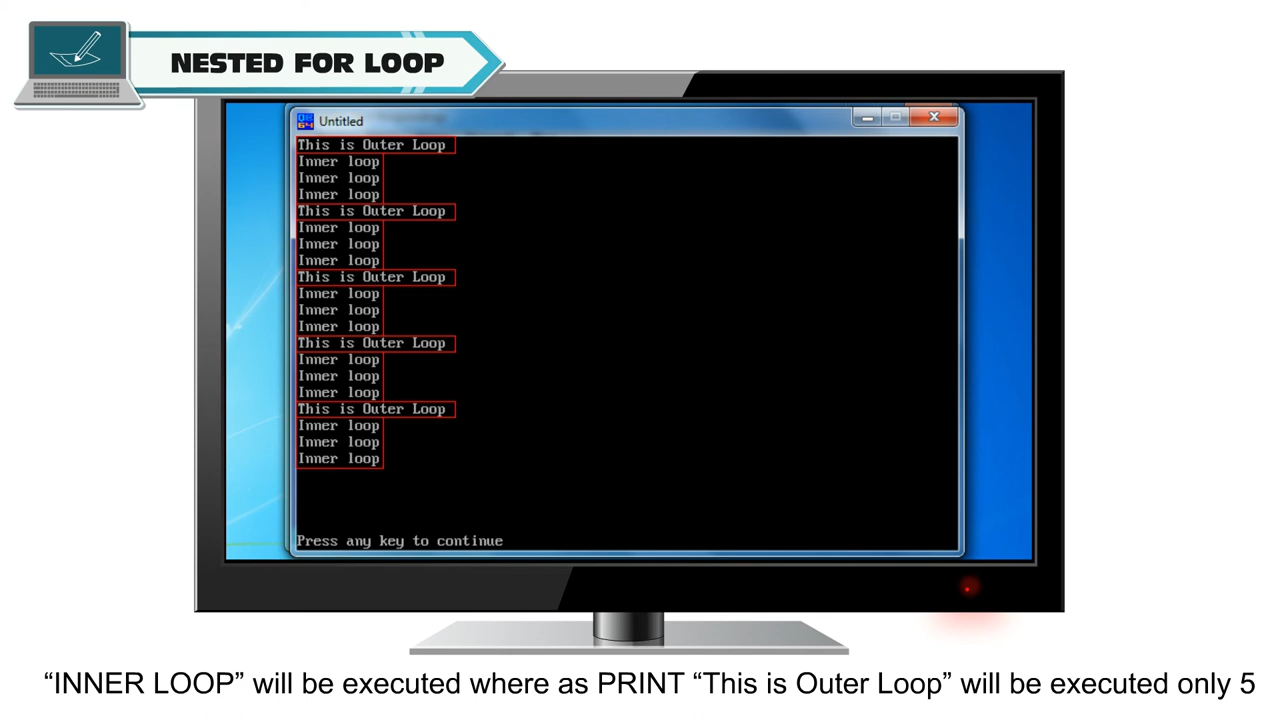 NESTED FOR LOOP
Untitled
This is Outer Loop
Inner loop
Inner loop
Inner loop
This is Outer Loop
Inner loop
Inner loop
Inner loop
This is Outer Loop
Inner loop
Inner loop
Inner loop
This is Outer Loop
Inner loop
Inner loop
Inner loop
This is Outer Loop
Inner loop
Inner loop
Inner loop
Press any key to continue
“INNER LOOP” will be executed where as PRINT “This is Outer Loop” will be executed only 5